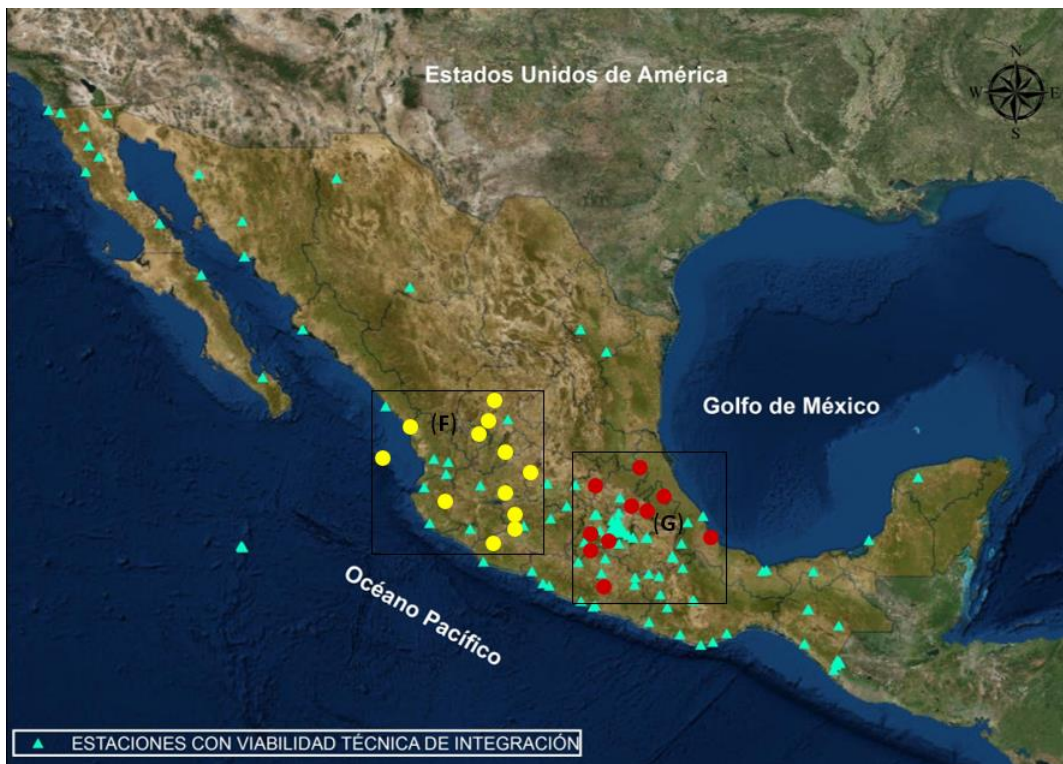 Estados Unidos de América
N
W E
S
Golfo de México
(F)
(G)
Océano Pacífico
ESTACIONES CON VIABILIDAD TÉCNICA DE INTEGRACIÓN